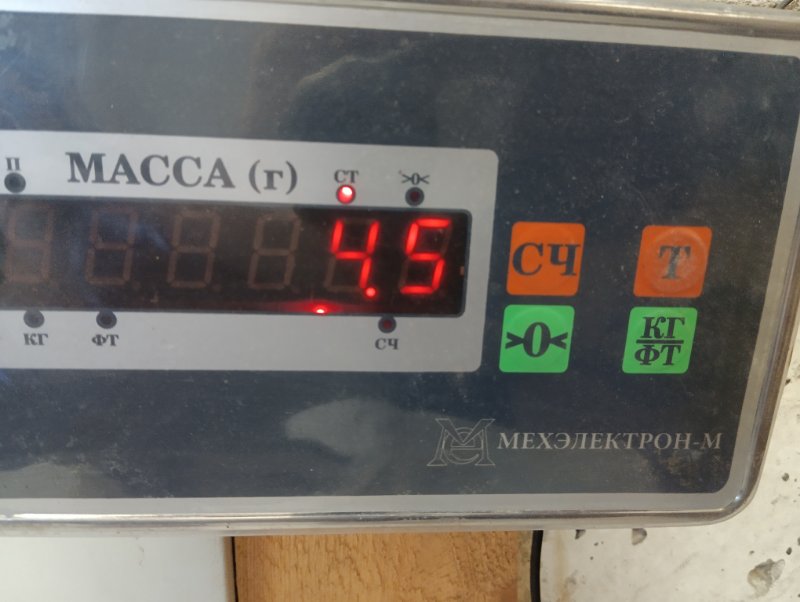 П
МАССА (г)
СТ
>0<
4.5
КГ
ФТ
СЧ
СЧ
Т
>0<
КГ
ФТ
МЕХЭЛЕКТРОН-М